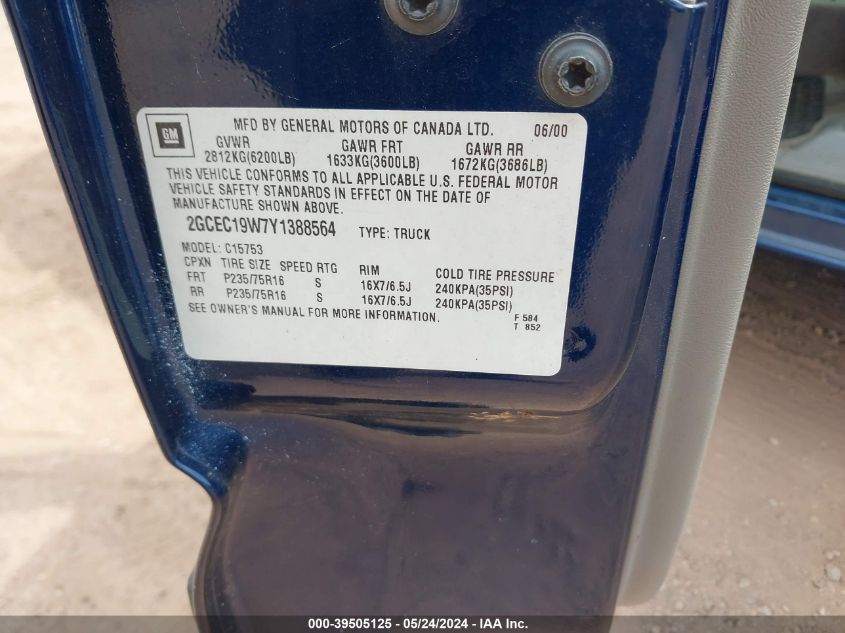 GM
MFD BY GENERAL MOTORS OF CANADA LTD. 06/00
GVWR GAWR FRT GAWR RR
2812KG(6200LB) 1633KG(3600LB) 1672KG(3686LB)
THIS VEHICLE CONFORMS TO ALL APPLICABLE U.S. FEDERAL MOTOR
VEHICLE SAFETY STANDARDS IN EFFECT ON THE DATE OF
MANUFACTURE SHOWN ABOVE.
2GCEC19W7Y1388564 TYPE: TRUCK
MODEL: C15753
CPXN TIRE SIZE SPEED RTG RIM COLD TIRE PRESSURE
FRT P235/75R16 S 16X7/6.5J 240KPA(35PSI)
RR P235/75R16 S 16X7/6.5J 240KPA(35PSI)
SEE OWNER'S MANUAL FOR MORE INFORMATION.
F 584
T 852
000-39505125 - 05/24/2024 - IAA Inc.